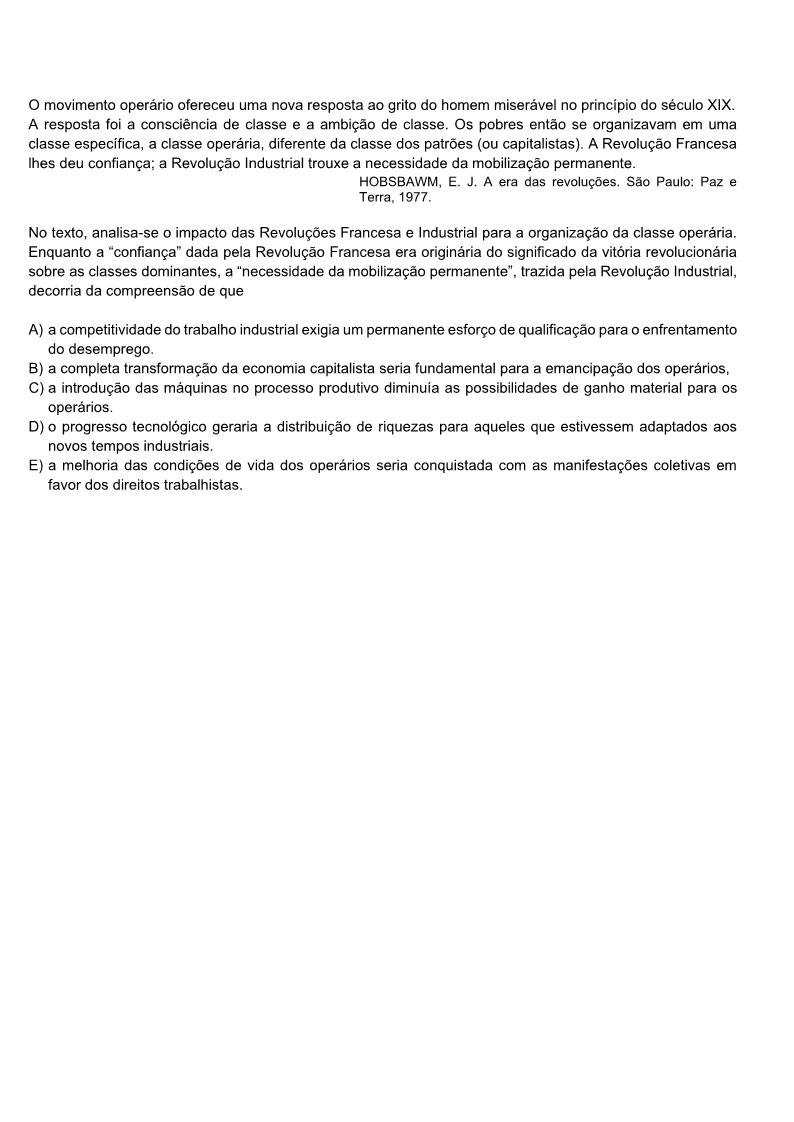 O movimento operário ofereceu uma nova resposta ao grito do homem miserável no princípio do século XIX.
A resposta foi a consciência de classe e a ambição de classe. Os pobres então se organizavam em uma
classe específica, a classe operária, diferente da classe dos patrões (ou capitalistas). A Revolução Francesa
lhes deu confiança; a Revolução Industrial trouxe a necessidade da mobilização permanente.
HOBSBAWM, E. J. A era das revoluções. São Paulo: Paz e
Terra, 1977.
No texto, analisa-se o impacto das Revoluções Francesa e Industrial para a organização da classe operária.
Enquanto a “confiança” dada pela Revolução Francesa era originária do significado da vitória revolucionária
sobre as classes dominantes, a “necessidade da mobilização permanente”, trazida pela Revolução Industrial,
decorria da compreensão de que
A) a competitividade do trabalho industrial exigia um permanente esforço de qualificação para o enfrentamento
do desemprego.
B) a completa transformação da economia capitalista seria fundamental para a emancipação dos operários,
C) a introdução das máquinas no processo produtivo diminuía as possibilidades de ganho material para os
operários.
D) o progresso tecnológico geraria a distribuição de riquezas para aqueles que estivessem adaptados aos
novos tempos industriais.
E) a melhoria das condições de vida dos operários seria conquistada com as manifestações coletivas em
favor dos direitos trabalhistas.